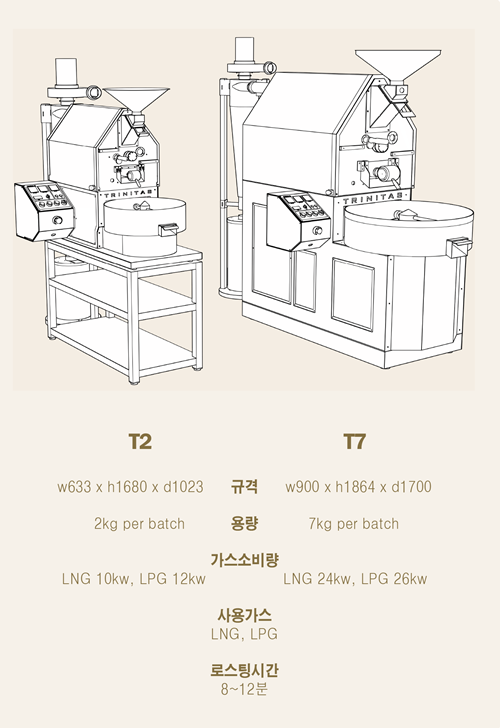 TRINITAS
TRINITAS
T2 T7
w633 x h1680 x d1023 규격 w900 x h1864 x d1700
2kg per batch 용량 7kg per batch
가스소비량
LNG 10kw, LPG 12kw LNG 24kw, LPG 26kw
사용가스
LNG, LPG
로스팅시간
8~12분